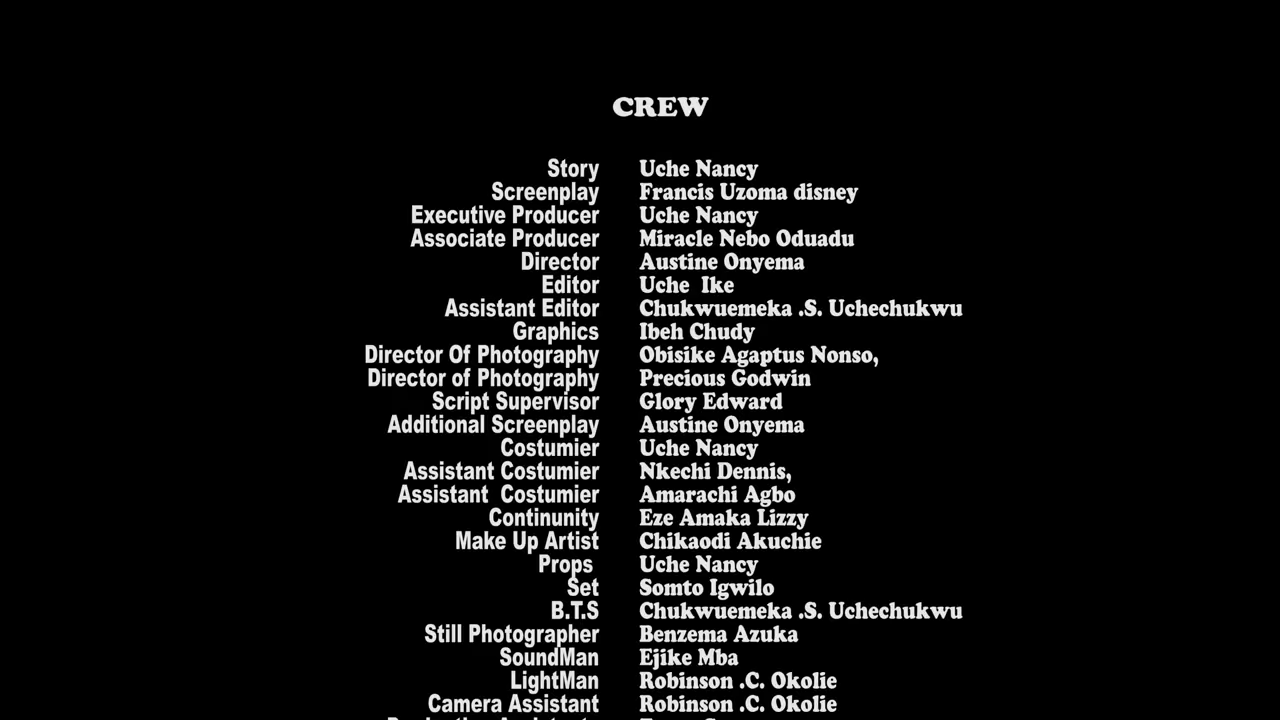 CREW
Story Uche Nancy
Screenplay Francis Uzoma disney
Executive Producer Uche Nancy
Associate Producer Miracle Nebo Oduadu
Director Austine Onyema
Editor Uche Ike
Assistant Editor Chukwuemeka .S. Uchechukwu
Graphics Ibeh Chudy
Director Of Photography Obisike Agaptus Nonso,
Director of Photography Precious Godwin
Script Supervisor Glory Edward
Additional Screenplay Austine Onyema
Costumier Uche Nancy
Assistant Costumier Nkechi Dennis,
Assistant Costumier Amarachi Agbo
Continunity Eze Amaka Lizzy
Make Up Artist Chikaodi Akuchie
Props Uche Nancy
Set Somto Igwilo
B.T.S Chukwuemeka .S. Uchechukwu
Still Photographer Benzema Azuka
SoundMan Ejike Mba
LightMan Robinson .C. Okolie
Camera Assistant Robinson .C. Okolie